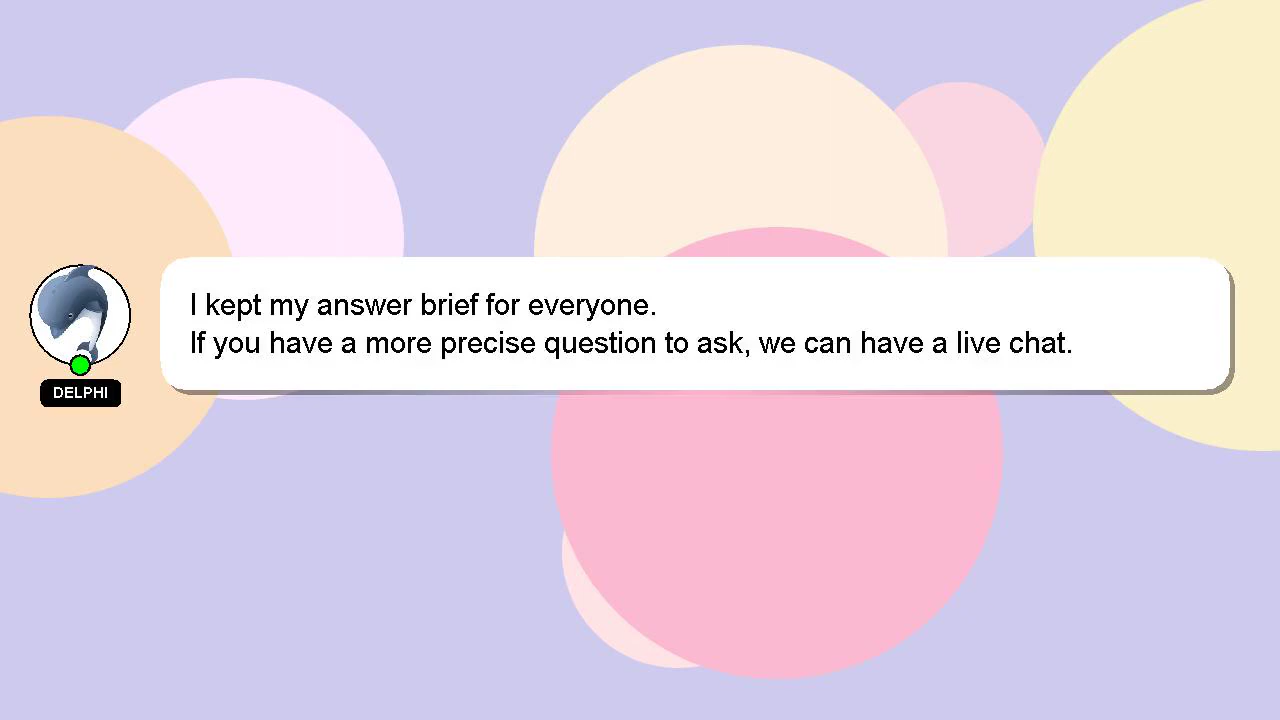 I kept my answer brief for everyone.
If you have a more precise question to ask, we can have a live chat.
DELPHI